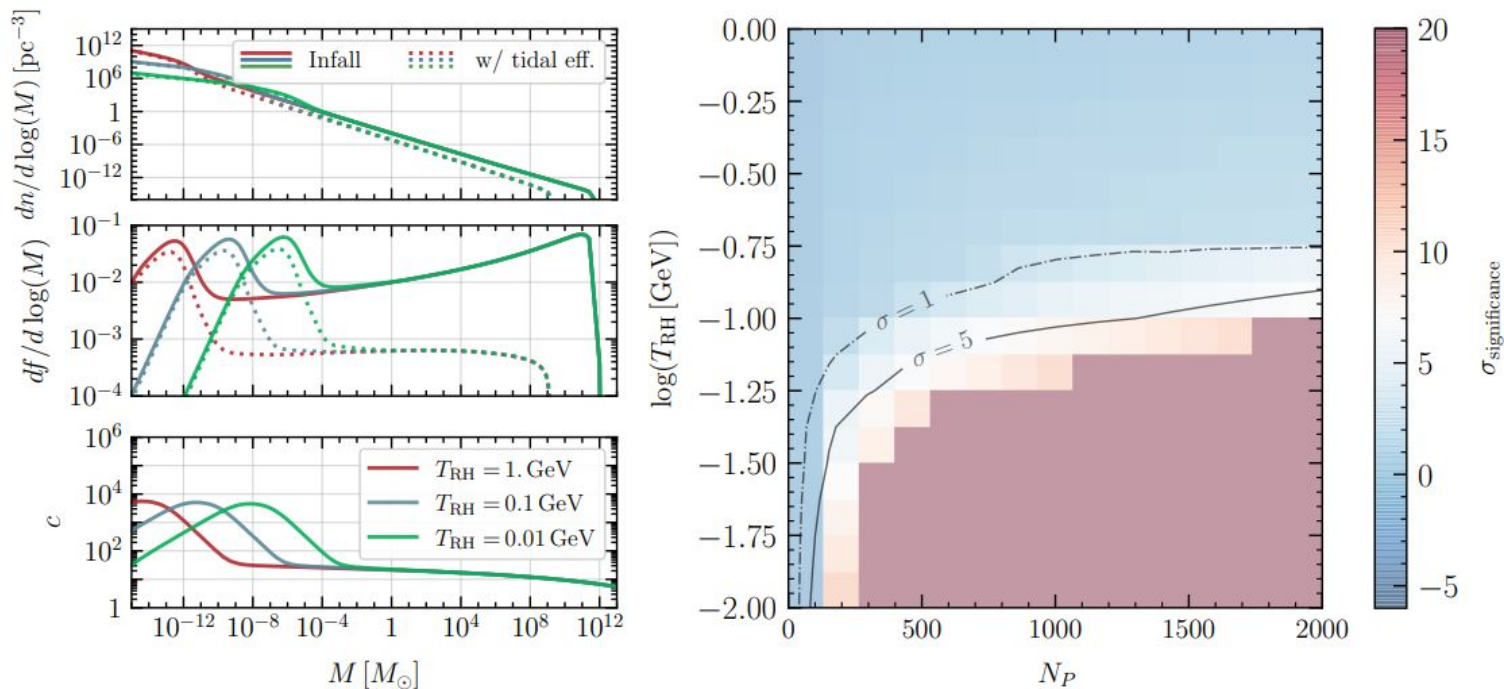 dn/d log(M) [pc⁻³]
10¹²
10⁶
1
10⁻⁶
10⁻¹²
Infall
w/ tidal eff.
df/d log(M)
10⁻¹
10⁻²
10⁻³
10⁻⁴
c
10⁶
10⁴
10²
1
T_RH = 1. GeV
T_RH = 0.1 GeV
T_RH = 0.01 GeV
10⁻¹² 10⁻⁸ 10⁻⁴ 1 10⁴ 10⁸ 10¹²
M [M_⊙]
log(T_RH [GeV])
0.00
−0.25
−0.50
−0.75
−1.00
−1.25
−1.50
−1.75
−2.00
σ = 1
σ = 5
0 500 1000 1500 2000
N_P
20
15
10
5
0
−5
σ_significance